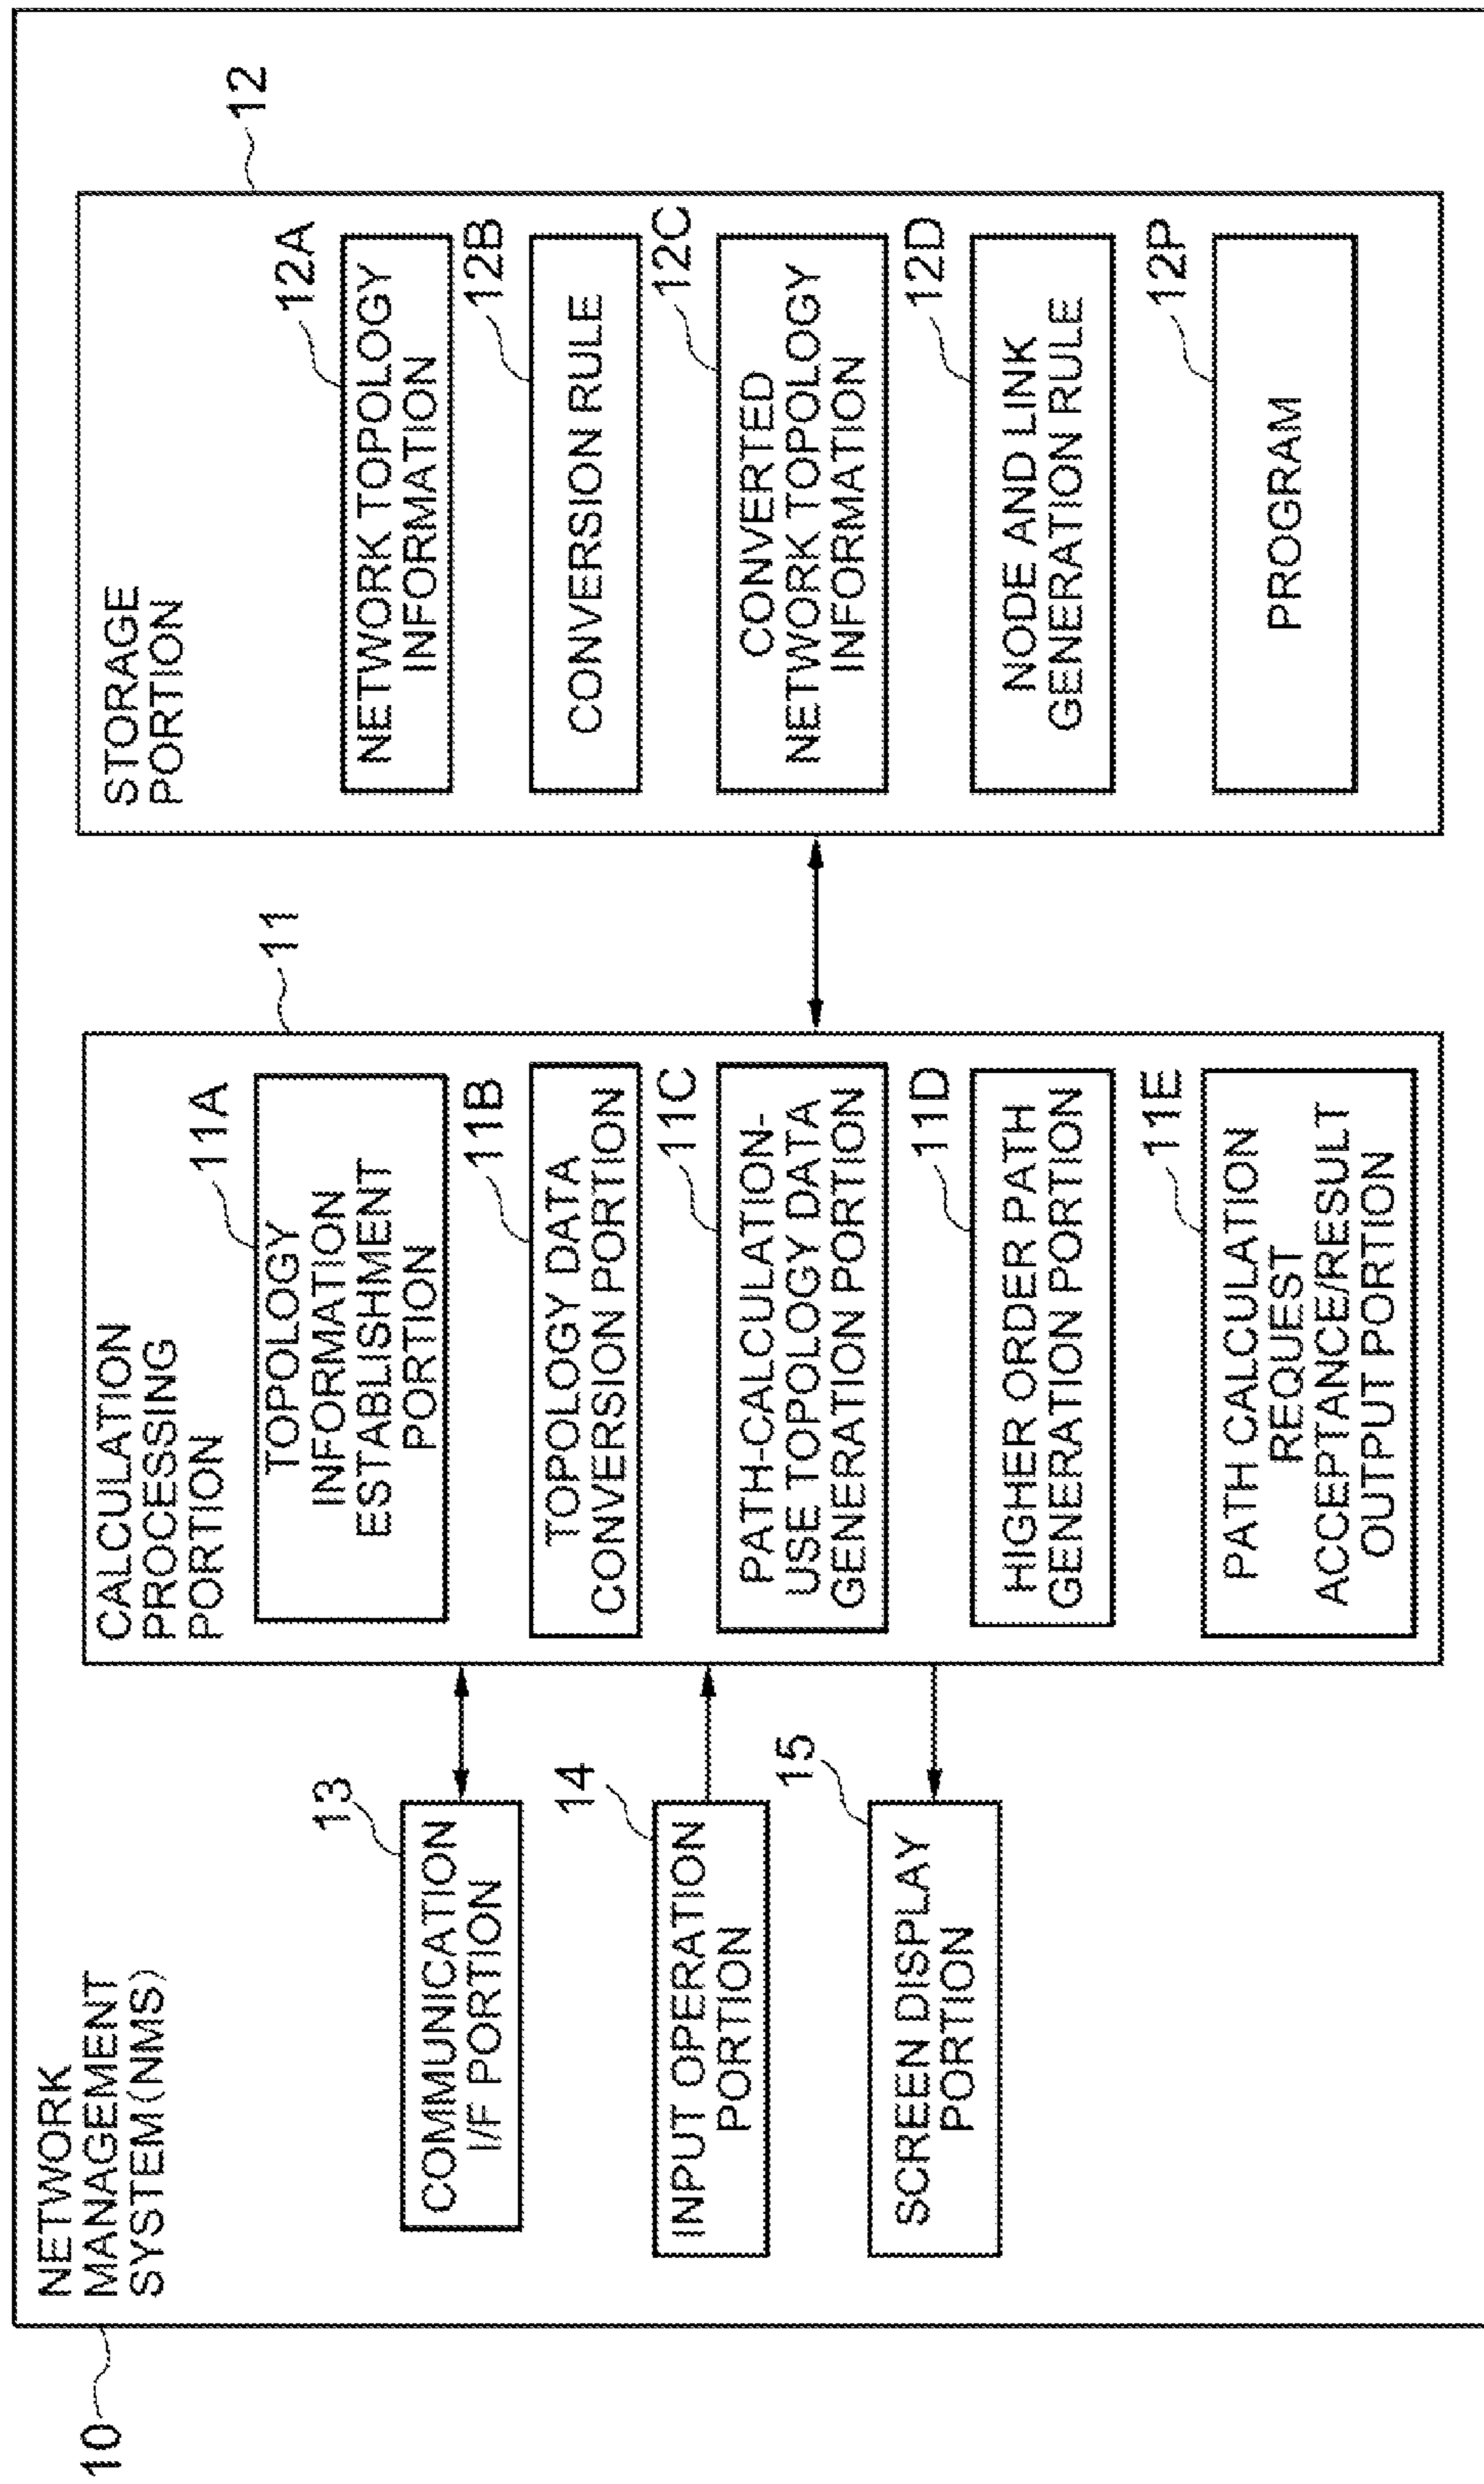 10
NETWORK
MANAGEMENT
SYSTEM(NMS)
13
COMMUNICATION
I/F PORTION
14
INPUT OPERATION
PORTION
15
SCREEN DISPLAY
PORTION
11
CALCULATION
PROCESSING
PORTION
11A
TOPOLOGY
INFORMATION
ESTABLISHMENT
PORTION
11B
TOPOLOGY DATA
CONVERSION PORTION
11C
PATH-CALCULATION-
USE TOPOLOGY DATA
GENERATION PORTION
11D
HIGHER ORDER PATH
GENERATION PORTION
11E
PATH CALCULATION
REQUEST
ACCEPTANCE/RESULT
OUTPUT PORTION
12
STORAGE
PORTION
12A
NETWORK TOPOLOGY
INFORMATION
12B
CONVERSION RULE
12C
CONVERTED
NETWORK TOPOLOGY
INFORMATION
12D
NODE AND LINK
GENERATION RULE
12P
PROGRAM